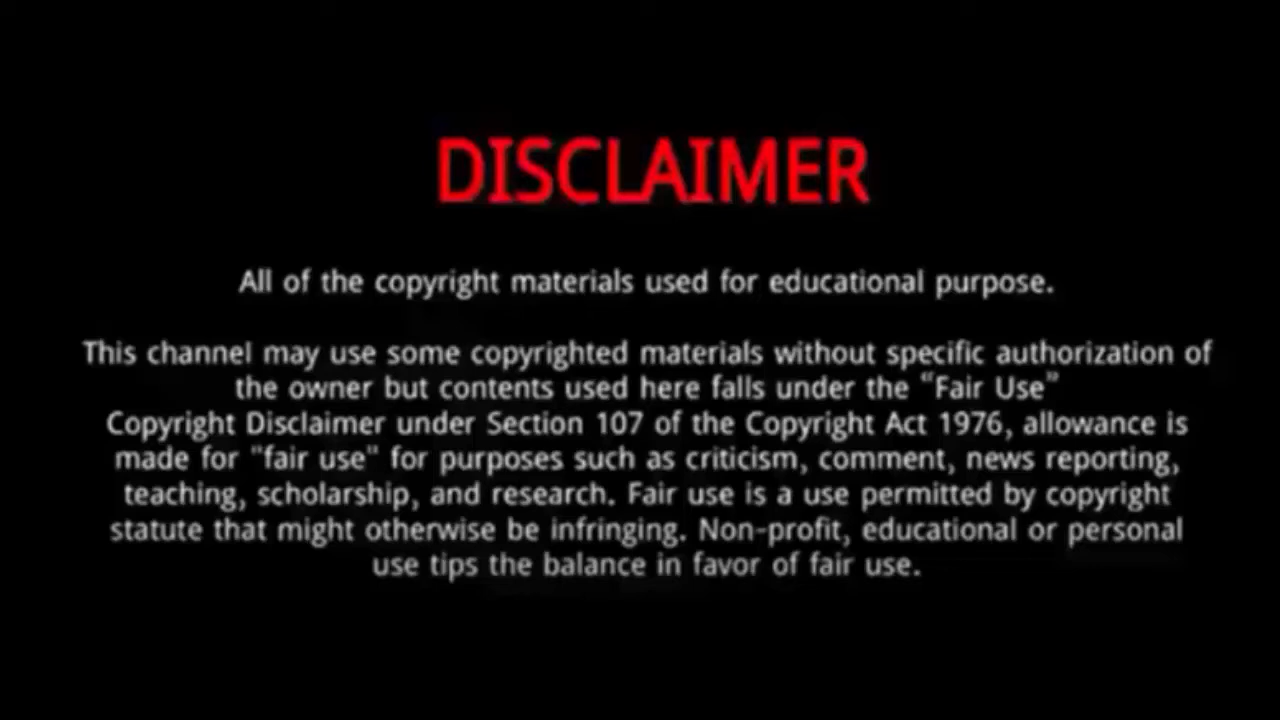 DISCLAIMER
All of the copyright materials used for educational purpose.
This channel may use some copyrighted materials without specific authorization of
the owner but contents used here falls under the “Fair Use”
Copyright Disclaimer under Section 107 of the Copyright Act 1976, allowance is
made for "fair use" for purposes such as criticism, comment, news reporting,
teaching, scholarship, and research. Fair use is a use permitted by copyright
statute that might otherwise be infringing. Non-profit, educational or personal
use tips the balance in favor of fair use.